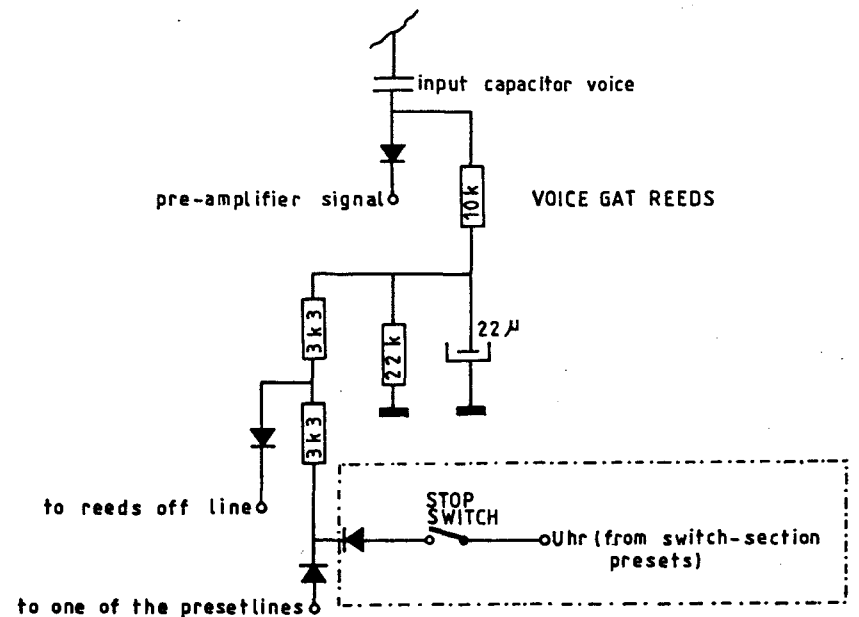 input capacitor voice
pre-amplifier signal
10k
VOICE GAT REEDS
3k3
22k
22µ
3k3
to reeds off line
STOP
SWITCH
Uhr (from switch-section
presets)
to one of the presetlines